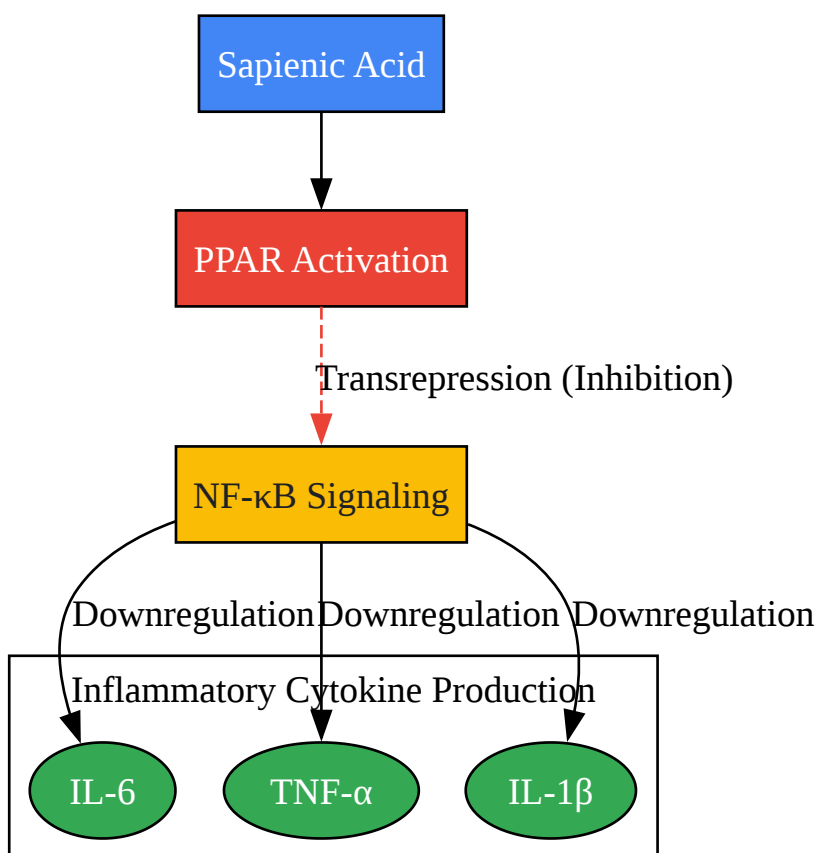 Sapienic Acid
PPAR Activation
Transrepression (Inhibition)
NF-κB Signaling
Downregulation Downregulation Downregulation
Inflammatory Cytokine Production
IL-6 TNF-α IL-1β